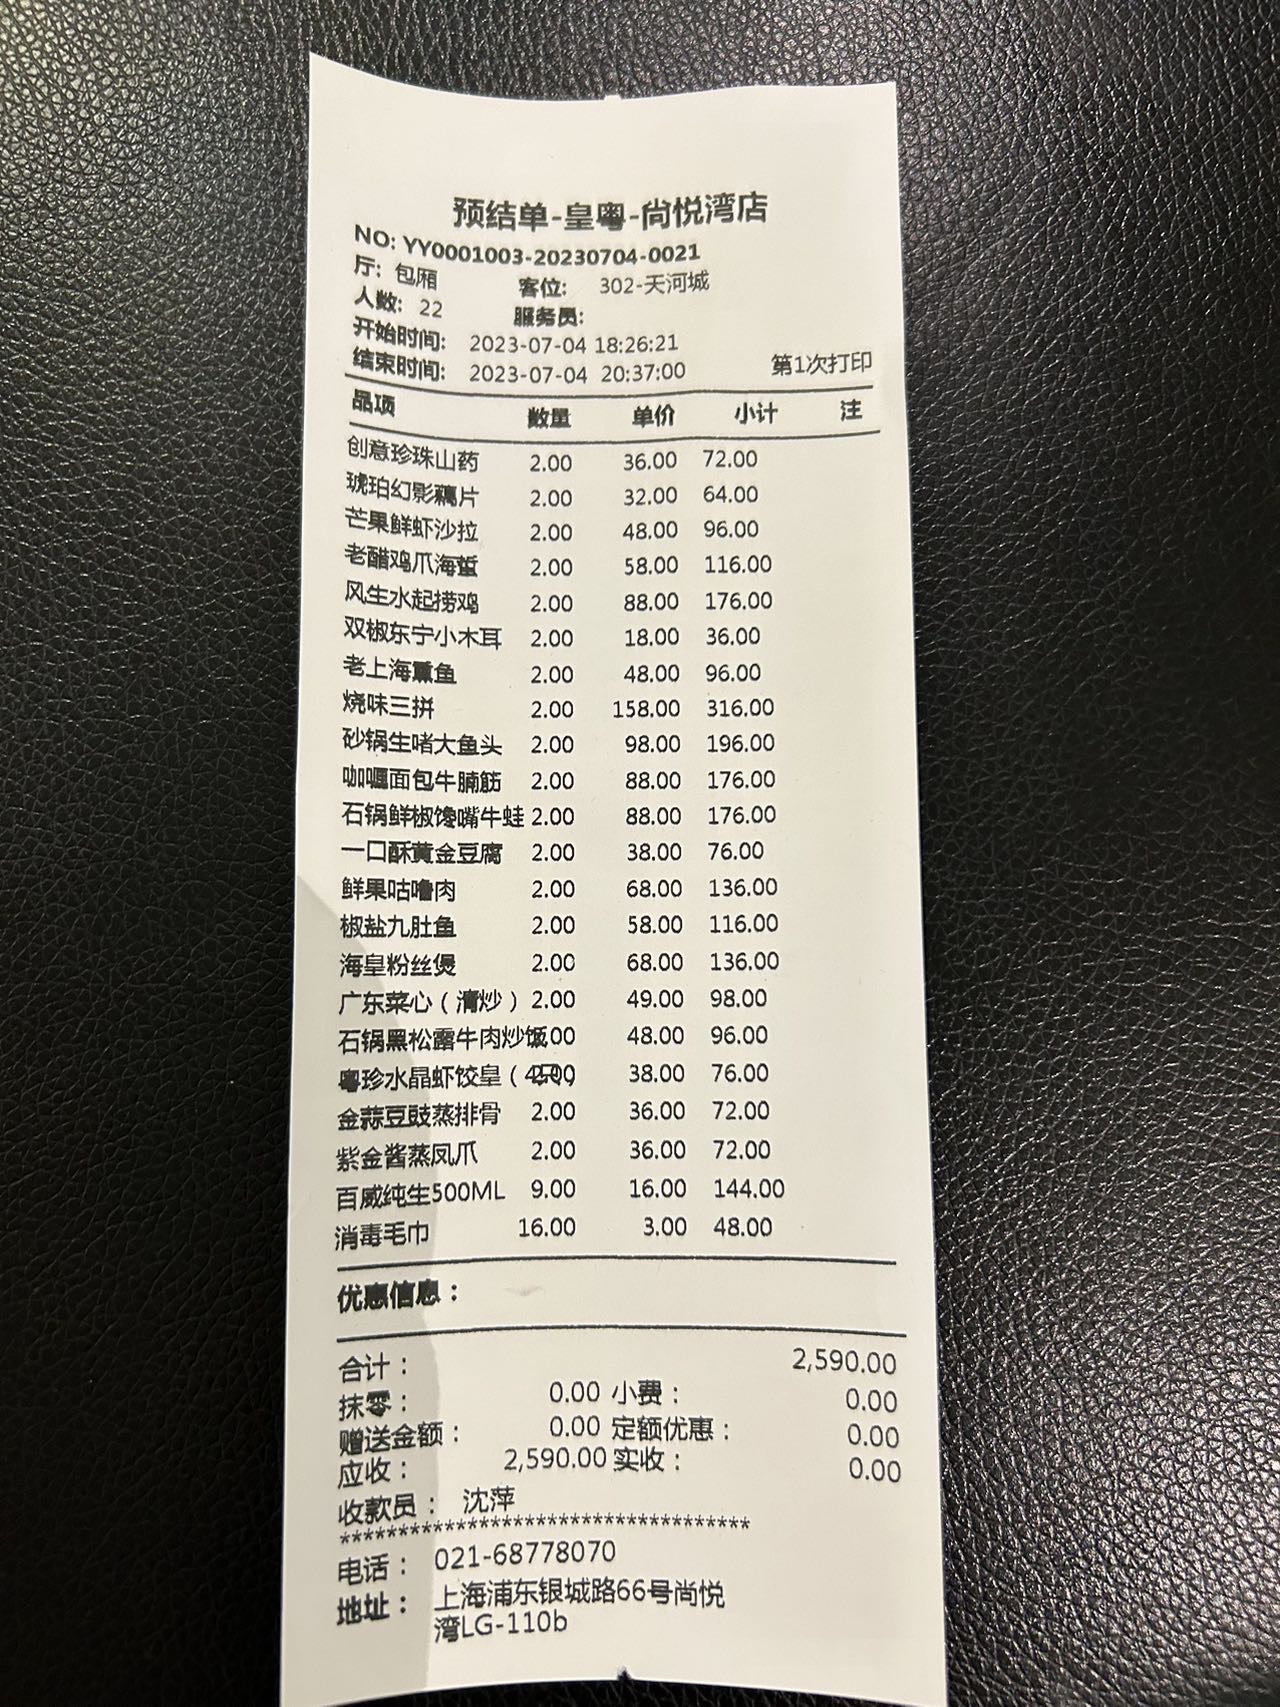 预结单-皇粤-尚悦湾店
NO: YY0001003-20230704-0021
厅: 包厢 客位: 302-天河城
人数: 22 服务员:
开始时间: 2023-07-04 18:26:21
结束时间: 2023-07-04 20:37:00 第1次打印
品项 数量 单价 小计 注
创意珍珠山药 2.00 36.00 72.00
琥珀幻影藕片 2.00 32.00 64.00
芒果鲜虾沙拉 2.00 48.00 96.00
老醋鸡爪海蜇 2.00 58.00 116.00
风生水起捞鸡 2.00 88.00 176.00
双椒东宁小木耳 2.00 18.00 36.00
老上海熏鱼 2.00 48.00 96.00
烧味三拼 2.00 158.00 316.00
砂锅生啫大鱼头 2.00 98.00 196.00
咖喱面包牛腩筋 2.00 88.00 176.00
石锅鲜椒馋嘴牛蛙 2.00 88.00 176.00
一口酥黄金豆腐 2.00 38.00 76.00
鲜果咕噜肉 2.00 68.00 136.00
椒盐九肚鱼 2.00 58.00 116.00
海皇粉丝煲 2.00 68.00 136.00
广东菜心（清炒） 2.00 49.00 98.00
石锅黑松露牛肉炒饭 2.00 48.00 96.00
粤珍水晶虾饺皇（4只） 2.00 38.00 76.00
金蒜豆豉蒸排骨 2.00 36.00 72.00
紫金酱蒸凤爪 2.00 36.00 72.00
百威纯生500ML 9.00 16.00 144.00
消毒毛巾 16.00 3.00 48.00
优惠信息：
合计： 2,590.00
抹零： 0.00 小费： 0.00
赠送金额： 0.00 定额优惠： 0.00
应收： 2,590.00 实收： 0.00
收款员： 沈萍
***********************************
电话： 021-68778070
地址： 上海浦东银城路66号尚悦
湾LG-110b